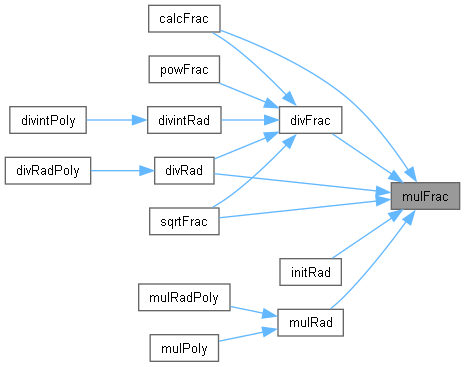 calcFrac
powFrac
divintPoly
divintRad
divFrac
divRadPoly
divRad
mulFrac
sqrtFrac
initRad
mulRadPoly
mulRad
mulPoly